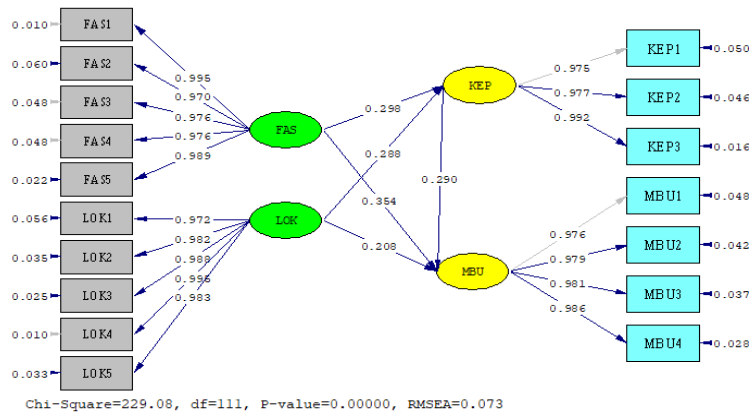 0.010 FAS1
0.060 FAS2
0.048 FAS3
0.048 FAS4
0.022 FAS5
0.056 LOK1
0.035 LOK2
0.025 LOK3
0.010 LOK4
0.033 LOK5
0.995
0.970
0.976
0.976
0.989
0.972
0.982
0.988
0.995
0.983
FAS
LOK
0.298
0.288
0.354
0.208
0.290
KEP
MBU
0.975
0.977
0.992
0.976
0.979
0.981
0.986
KEP1 0.050
KEP2 0.046
KEP3 0.016
MBU1 0.048
MBU2 0.042
MBU3 0.037
MBU4 0.028
Chi-Square=229.08, df=111, P-value=0.00000, RMSEA=0.073